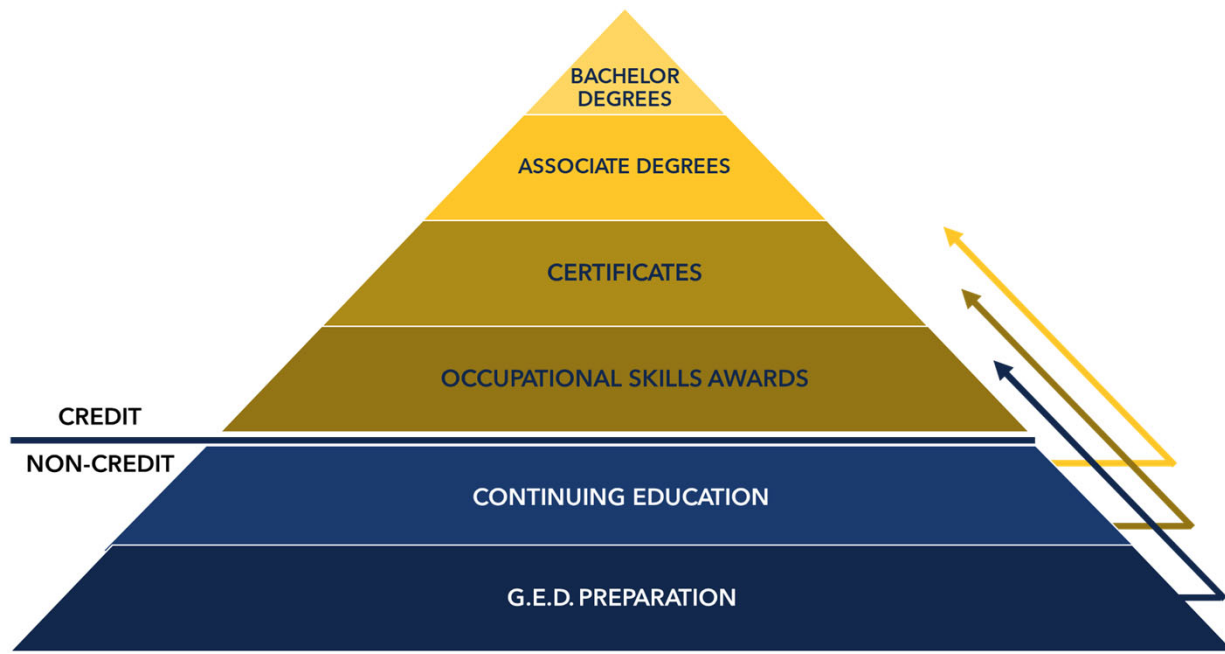 BACHELOR
DEGREES
ASSOCIATE DEGREES
CERTIFICATES
OCCUPATIONAL SKILLS AWARDS
CREDIT
NON-CREDIT
CONTINUING EDUCATION
G.E.D. PREPARATION